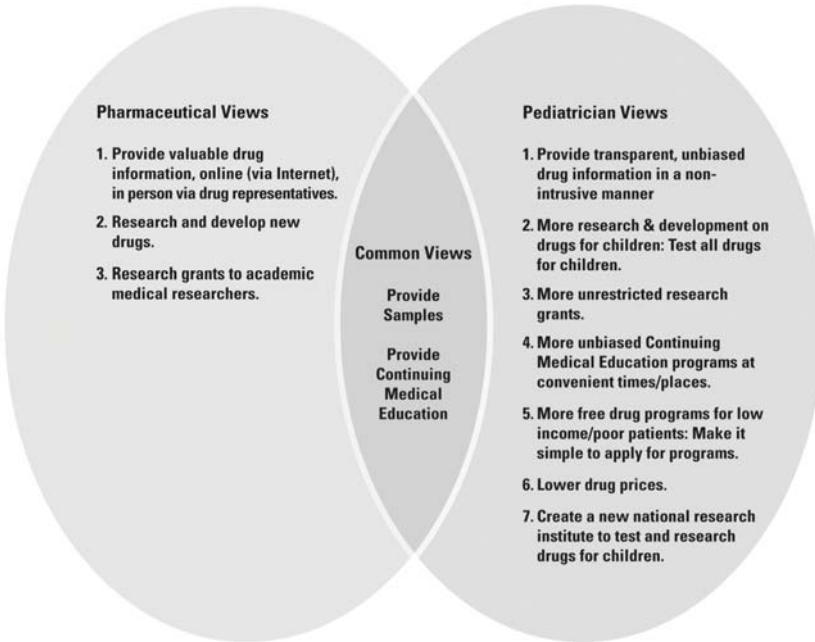 Pharmaceutical Views
1. Provide valuable drug
information, online (via Internet),
in person via drug representatives.
2. Research and develop new
drugs.
3. Research grants to academic
medical researchers.
Common Views
Provide
Samples
Provide
Continuing
Medical
Education
Pediatrician Views
1. Provide transparent, unbiased
drug information in a non-
intrusive manner
2. More research & development on
drugs for children: Test all drugs
for children.
3. More unrestricted research
grants.
4. More unbiased Continuing
Medical Education programs at
convenient times/places.
5. More free drug programs for low
income/poor patients: Make it
simple to apply for programs.
6. Lower drug prices.
7. Create a new national research
institute to test and research
drugs for children.